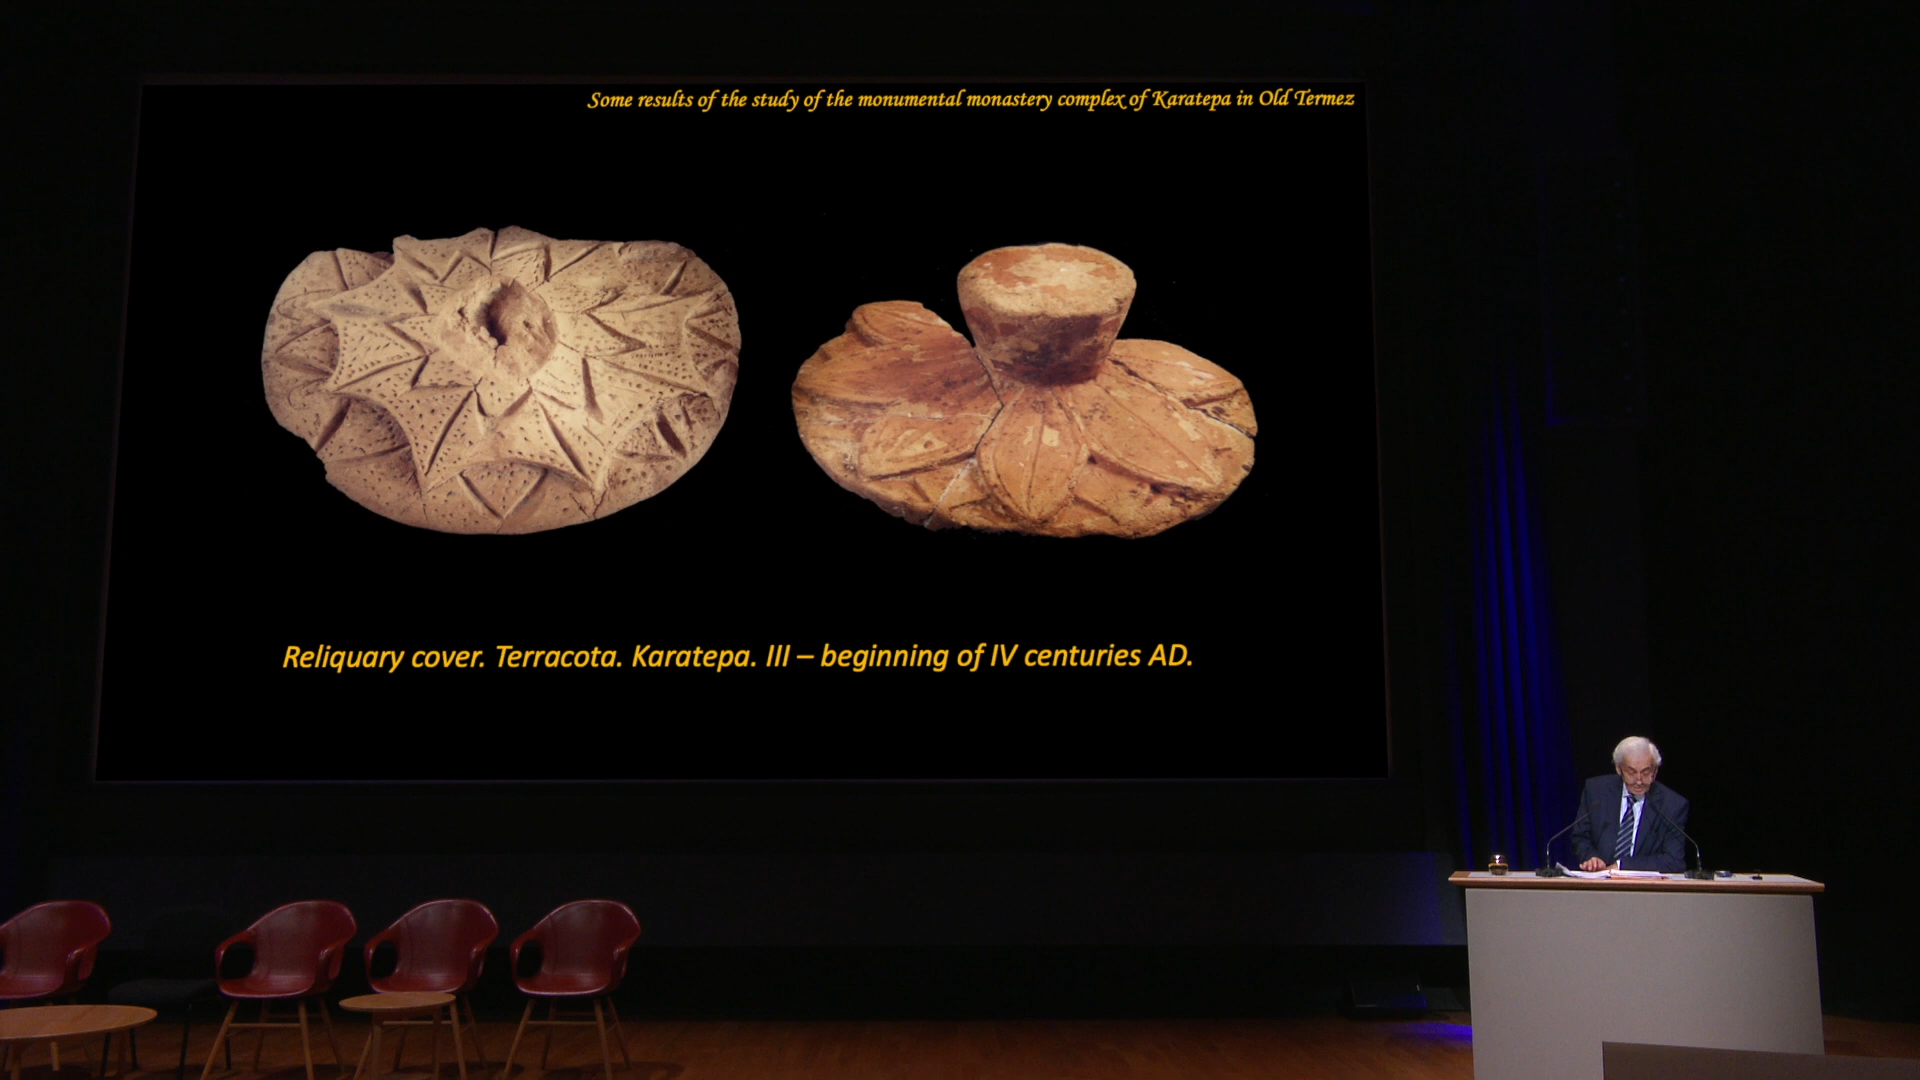 Some results of the study of the monumental monastery complex of Karatepa in Old Termez
Reliquary cover. Terracota. Karatepa. III – beginning of IV centuries AD.